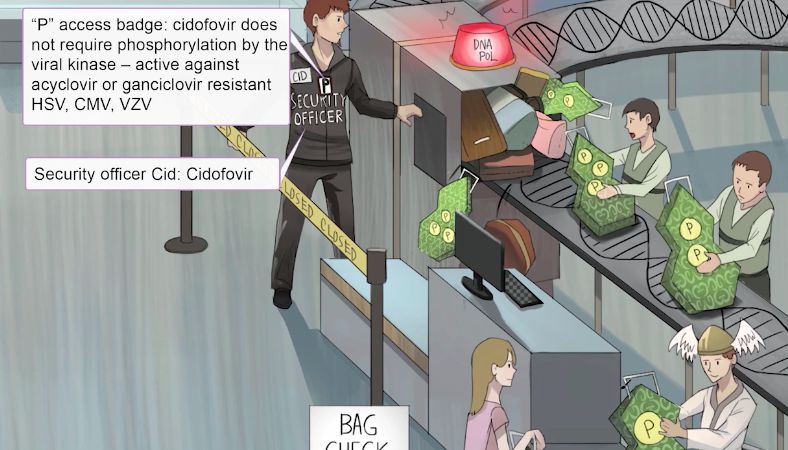 “P” access badge: cidofovir does
not require phosphorylation by the
viral kinase – active against
acyclovir or ganciclovir resistant
HSV, CMV, VZV
Security officer Cid: Cidofovir
CID
P
SECURITY
OFFICER
DNA
POL
CLOSED
CLOSED CLOSED
P
P
P
P
P
P
P
P
P
P
P
BAG
CHECK